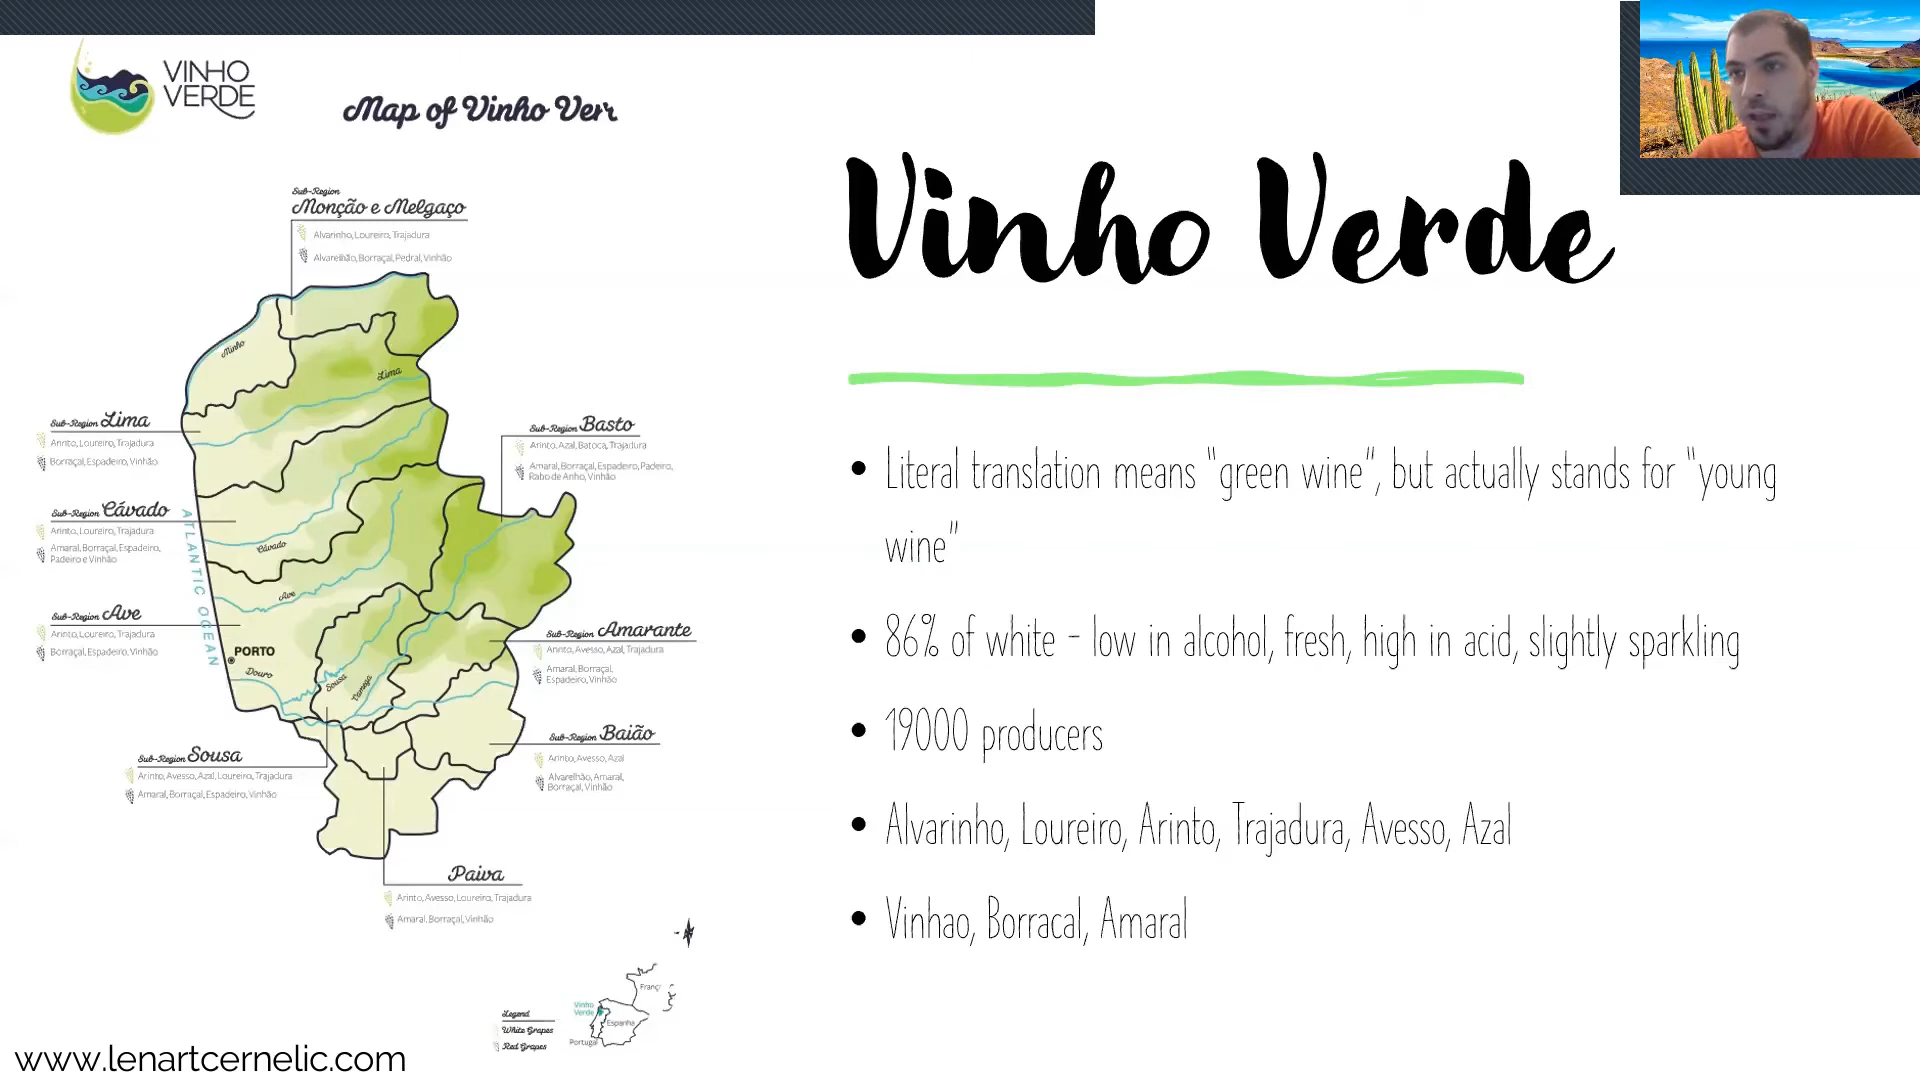 VINHO
VERDE
Map of Vinho Ver
Sub-Region
Monção e Melgaço
Alvarinho, Loureiro, Trajadura
Alvarelhão, Borraçal, Pedral, Vinhão
Minho
Lima
Sub-Region Lima
Arinto, Loureiro, Trajadura
Borraçal, Espadeiro, Vinhão
Sub-Region Basto
Arinto, Azal, Batoca, Trajadura
Amaral, Borraçal, Espadeiro, Padeiro,
Rabo de Anho, Vinhão
Sub-Region Cávado
Arinto, Loureiro, Trajadura
Amaral, Borraçal, Espadeiro,
Padeiro e Vinhão
ATLANTIC OCEAN
Cávado
Ave
Sub-Region Ave
Arinto, Loureiro, Trajadura
Borraçal, Espadeiro, Vinhão
PORTO
Douro
Sousa
Tamega
Sub-Region Amarante
Arinto, Avesso, Azal, Trajadura
Amaral, Borraçal,
Espadeiro, Vinhão
Sub-Region Baião
Arinto, Avesso, Azal
Alvarelhão, Amaral,
Borraçal, Vinhão
Sub-Region Sousa
Arinto, Avesso, Azal, Loureiro, Trajadura
Amaral, Borraçal, Espadeiro, Vinhão
Paiva
Arinto, Avesso, Loureiro, Trajadura
Amaral, Borraçal, Vinhão
Legend
White Grapes
Red Grapes
Vinho
Verde
Franç
Espanha
Portugal
www.lenartcernelic.com
Vinho Verde
• Literal translation means "green wine", but actually stands for "young
wine"
• 86% of white - low in alcohol, fresh, high in acid, slightly sparkling
• 19000 producers
• Alvarinho, Loureiro, Arinto, Trajadura, Avesso, Azal
• Vinhao, Borracal, Amaral